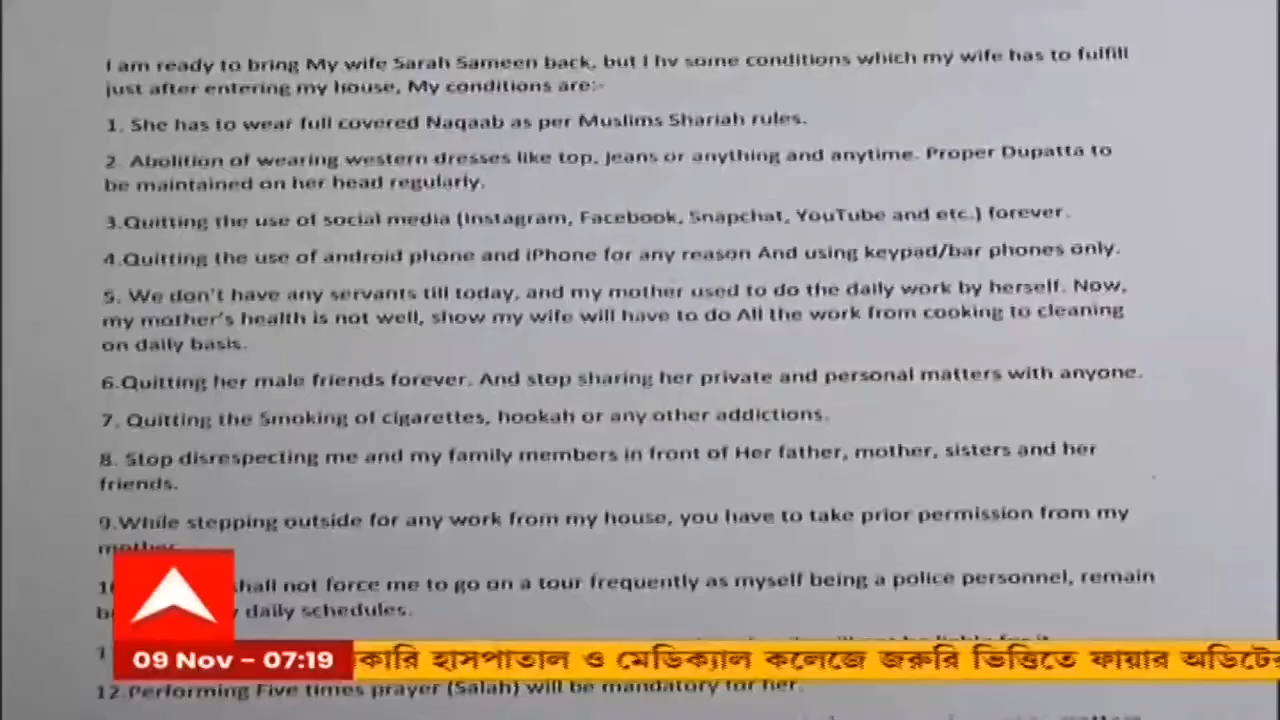 I am ready to bring My wife Sarah Sameen back, but I hv some conditions which my wife has to fulfill
just after entering my house, My conditions are:-
1. She has to wear full covered Naqaab as per Muslims Shariah rules.
2. Abolition of wearing western dresses like top, jeans or anything and anytime. Proper Dupatta to
be maintained on her head regularly.
3.Quitting the use of social media (Instagram, Facebook, Snapchat, YouTube and etc.) forever.
4.Quitting the use of android phone and iPhone for any reason And using keypad/bar phones only.
5. We don't have any servants till today, and my mother used to do the daily work by herself. Now,
my mother's health is not well, show my wife will have to do All the work from cooking to cleaning
on daily basis.
6.Quitting her male friends forever. And stop sharing her private and personal matters with anyone.
7. Quitting the Smoking of cigarettes, hookah or any other addictions.
8. Stop disrespecting me and my family members in front of Her father, mother, sisters and her
friends.
9.While stepping outside for any work from my house, you have to take prior permission from my
mother.
shall not force me to go on a tour frequently as myself being a police personnel, remain
daily schedules.
09 Nov – 07:19 কারি হাসপাতাল ও মেডিক্যাল কলেজে জরুরি ভিত্তিতে ফায়ার অডিটের
12.Performing Five times prayer (Salah) will be mandatory for her.